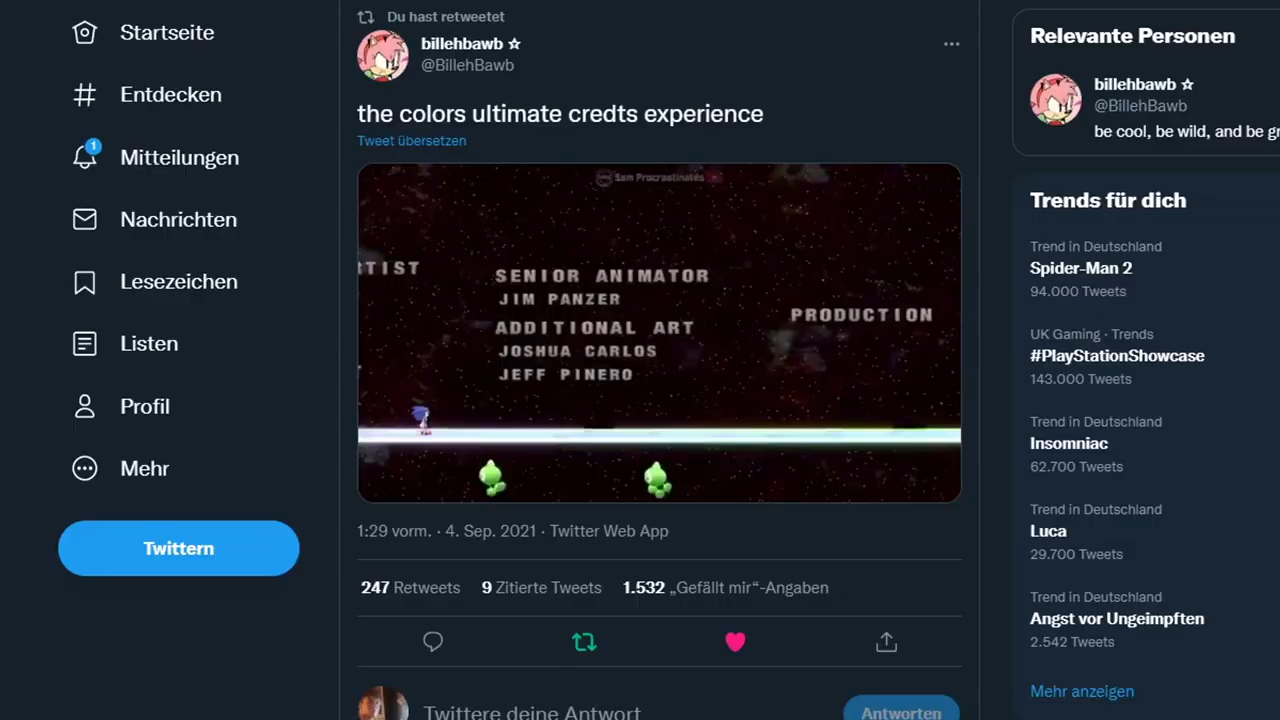 Startseite
Entdecken
1
Mitteilungen
Nachrichten
Lesezeichen
Listen
Profil
Mehr
Twittern
Du hast retweetet
billehbawb ☆
@BillehBawb
the colors ultimate credts experience
Tweet übersetzen
Sam Procrastinates
RTIST
SENIOR ANIMATOR
JIM PANZER
ADDITIONAL ART
JOSHUA CARLOS
JEFF PINERO
PRODUCTION
1:29 vorm. · 4. Sep. 2021 · Twitter Web App
247 Retweets 9 Zitierte Tweets 1.532 „Gefällt mir“-Angaben
Twittere deine Antwort
Antworten
Relevante Personen
billehbawb ☆
@BillehBawb
be cool, be wild, and be gr
Trends für dich
Trend in Deutschland
Spider-Man 2
94.000 Tweets
UK Gaming · Trends
#PlayStationShowcase
143.000 Tweets
Trend in Deutschland
Insomniac
62.700 Tweets
Trend in Deutschland
Luca
29.700 Tweets
Trend in Deutschland
Angst vor Ungeimpften
2.542 Tweets
Mehr anzeigen